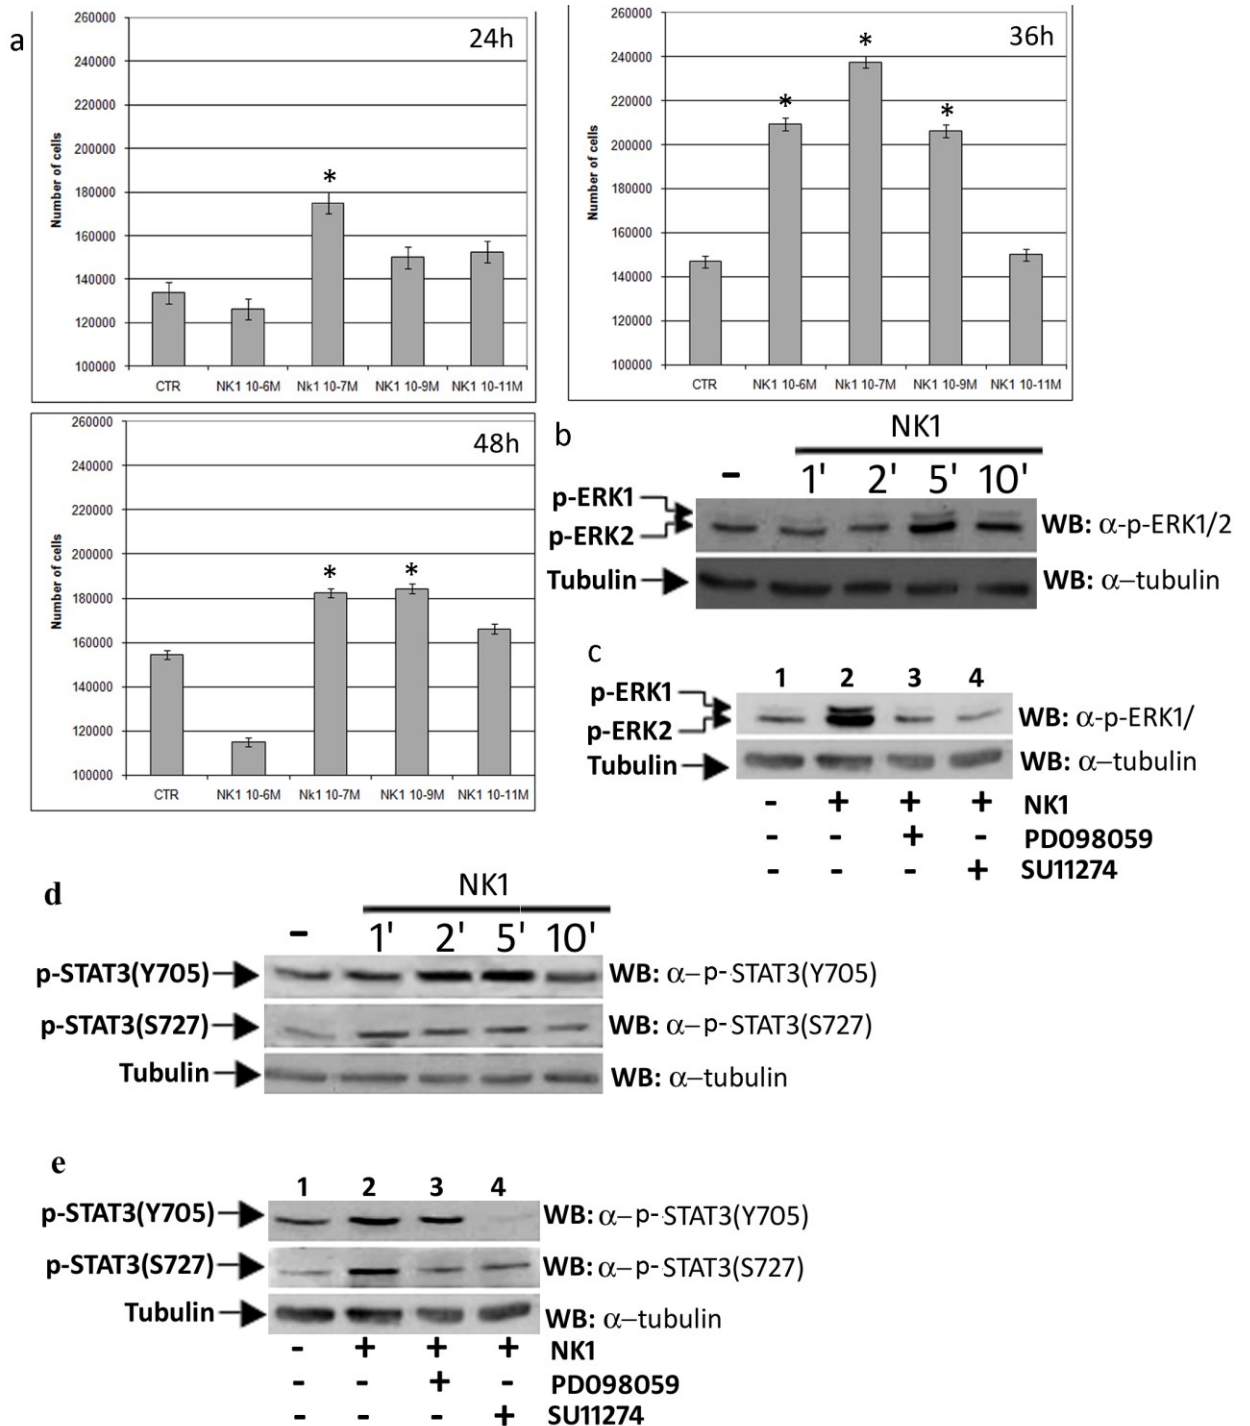 a
24h
260000
240000
220000
200000
180000
160000
140000
120000
100000
Number of cells
*
CTR NK1 10-6M Nk1 10-7M NK1 10-9M NK1 10-11M
36h
260000
240000
220000
200000
180000
160000
140000
120000
100000
Number of cells
* * *
CTR NK1 10-6M Nk1 10-7M NK1 10-9M NK1 10-11M
48h
260000
240000
220000
200000
180000
160000
140000
120000
100000
Number of cells
* *
CTR NK1 10-6M Nk1 10-7M NK1 10-9M NK1 10-11M
b
NK1
- 1' 2' 5' 10'
p-ERK1
p-ERK2
WB: α-p-ERK1/2
Tubulin WB: α-tubulin
c
1 2 3 4
p-ERK1
p-ERK2
WB: α-p-ERK1/
Tubulin WB: α-tubulin
- + + + NK1
- - + - PD098059
- - - + SU11274
d
NK1
- 1' 2' 5' 10'
p-STAT3(Y705) WB: α-p-STAT3(Y705)
p-STAT3(S727) WB: α-p-STAT3(S727)
Tubulin WB: α-tubulin
e
1 2 3 4
p-STAT3(Y705) WB: α-p-STAT3(Y705)
p-STAT3(S727) WB: α-p-STAT3(S727)
Tubulin WB: α-tubulin
- + + + NK1
- - + - PD098059
- - - + SU11274